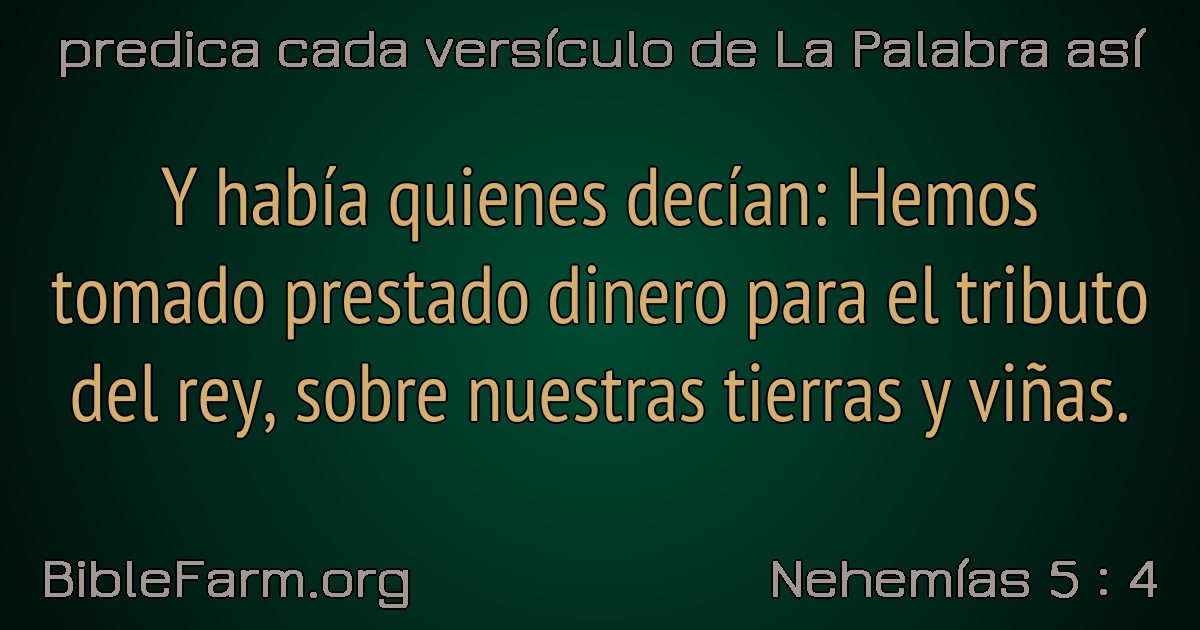 predica cada versículo de La Palabra así
Y había quienes decían: Hemos
tomado prestado dinero para el tributo
del rey, sobre nuestras tierras y viñas.
BibleFarm.org
Nehemías 5 : 4